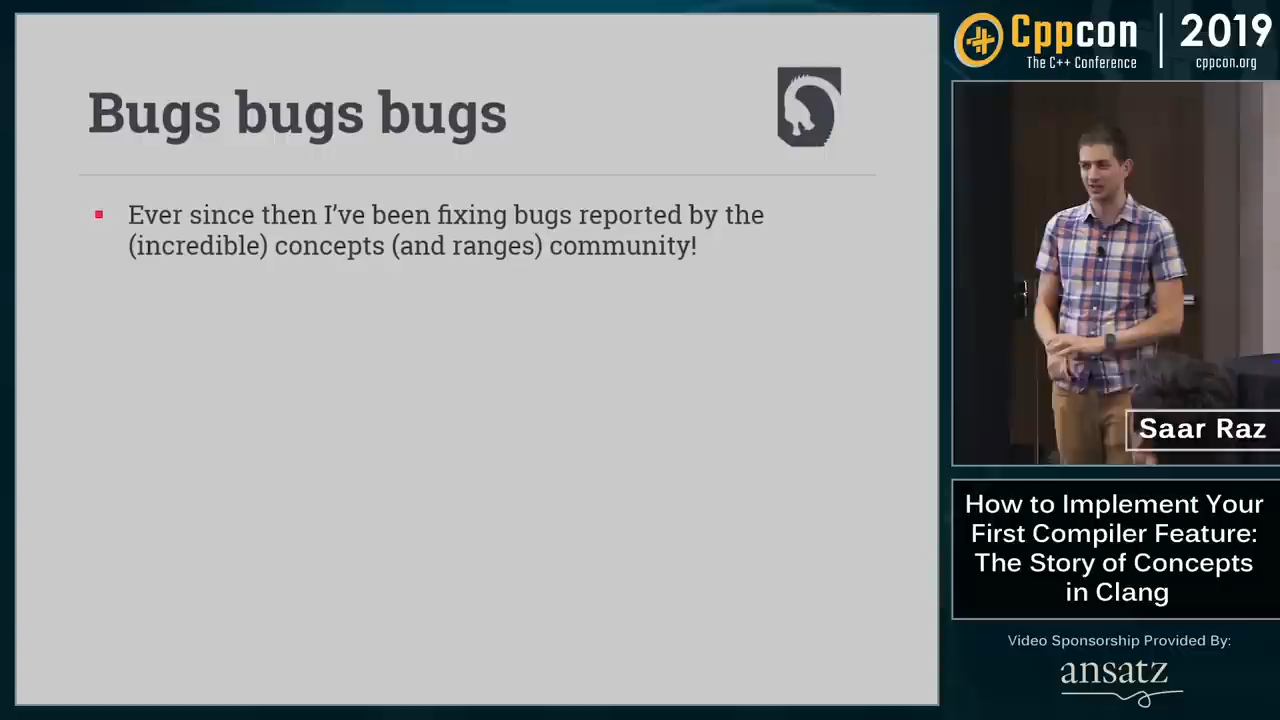 Bugs bugs bugs
Ever since then I've been fixing bugs reported by the
(incredible) concepts (and ranges) community!
Cppcon | 2019
The C++ Conference cppcon.org
Saar Raz
How to Implement Your
First Compiler Feature:
The Story of Concepts
in Clang
Video Sponsorship Provided By:
ansatz